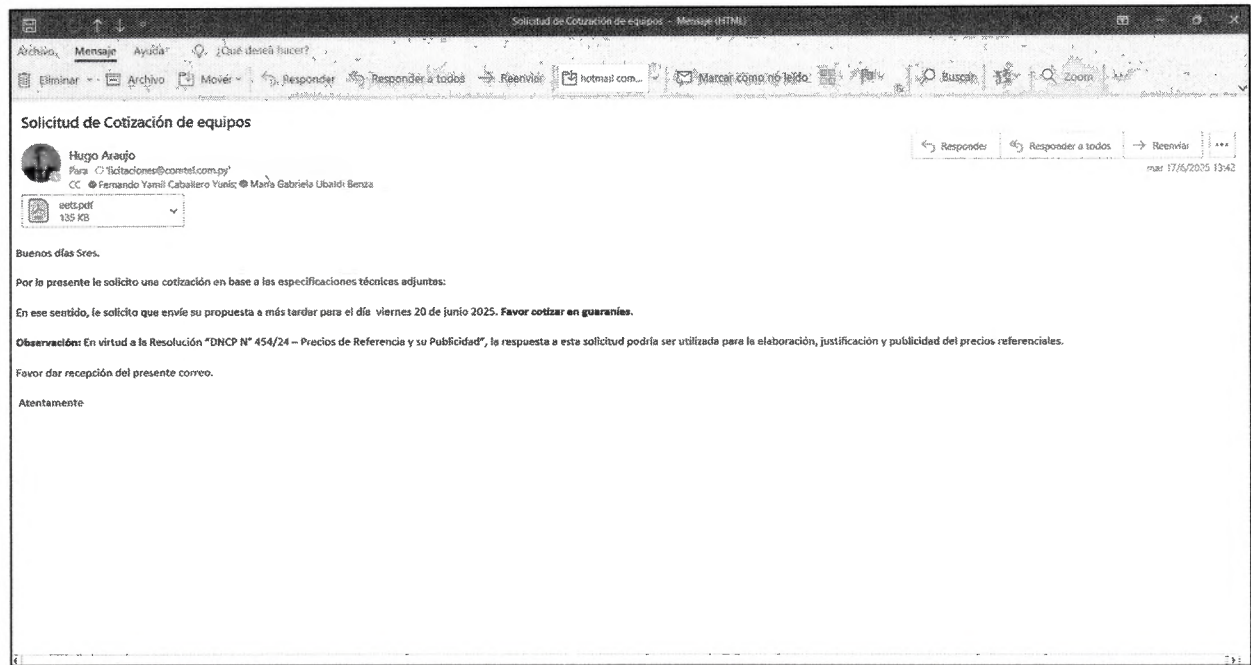 Solicitud de Cotización de equipos - Mensaje (HTML)
Archivo Mensaje Ayuda ¿Qué desea hacer?
Eliminar Archivo Mover Responder Responder a todos Reenviar hotmail com... Marcar como no leído Buscar Zoom
Solicitud de Cotización de equipos
Responder Responder a todos Reenviar
Hugo Araujo
Para 'licitaciones@comtel.com.py'
mar 17/6/2025 13:42
CC Fernando Yamil Caballero Yunis; María Gabriela Ubaldi Benza
eets.pdf
135 KB
Buenos días Sres.
Por la presente le solicito una cotización en base a las especificaciones técnicas adjuntas:
En ese sentido, le solicito que envíe su propuesta a más tardar para el día viernes 20 de junio 2025. Favor cotizar en guaraníes.
Observación: En virtud a la Resolución "DNCP N° 454/24 – Precios de Referencia y su Publicidad", la respuesta a esta solicitud podría ser utilizada para la elaboración, justificación y publicidad del precios referenciales.
Favor dar recepción del presente correo.
Atentamente